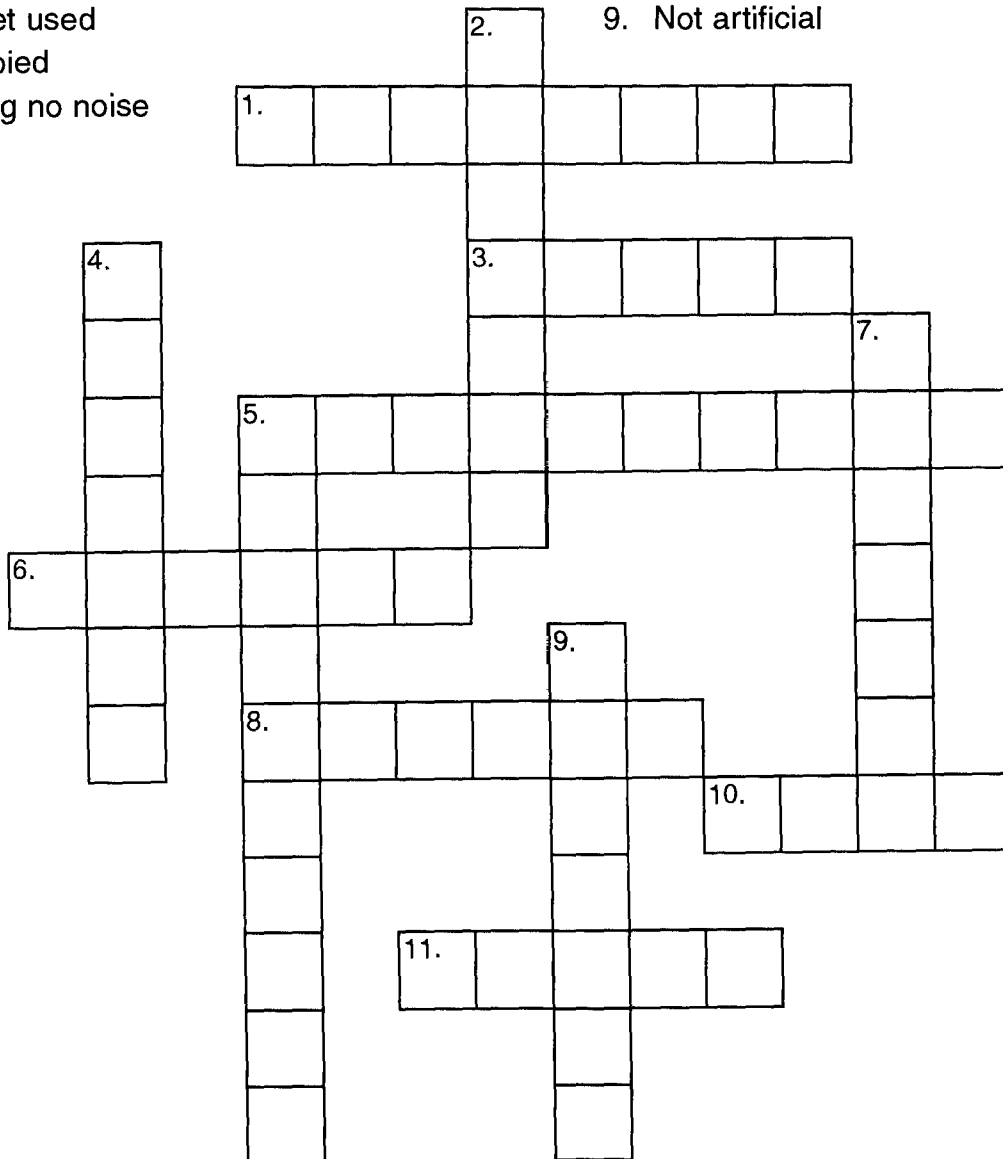 et used
pied
g no noise
9. Not artificial
2.
1.
3.
4.
7.
5.
6.
9.
8.
10.
11.